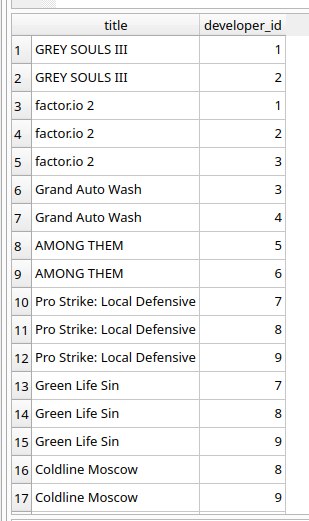 title developer_id
1 GREY SOULS III 1
2 GREY SOULS III 2
3 factor.io 2 1
4 factor.io 2 2
5 factor.io 2 3
6 Grand Auto Wash 3
7 Grand Auto Wash 4
8 AMONG THEM 5
9 AMONG THEM 6
10 Pro Strike: Local Defensive 7
11 Pro Strike: Local Defensive 8
12 Pro Strike: Local Defensive 9
13 Green Life Sin 7
14 Green Life Sin 8
15 Green Life Sin 9
16 Coldline Moscow 8
17 Coldline Moscow 9